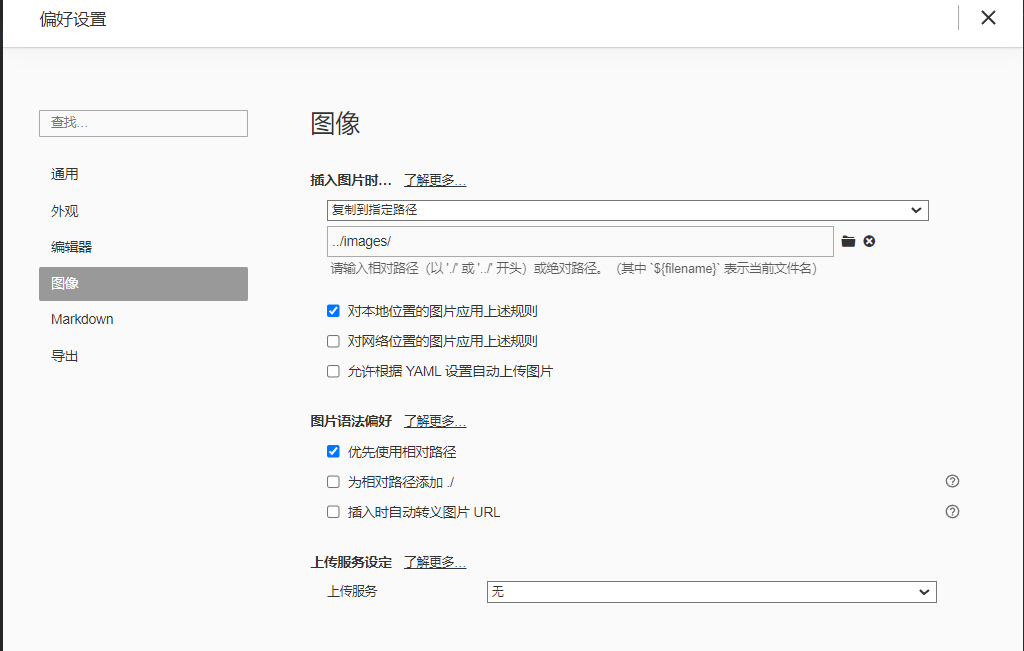 偏好设置
查找...
通用
外观
编辑器
图像
Markdown
导出
图像
插入图片时... 了解更多...
复制到指定路径
../images/
请输入相对路径（以 './' 或 '../' 开头）或绝对路径。（其中 `${filename}` 表示当前文件名）
对本地位置的图片应用上述规则
对网络位置的图片应用上述规则
允许根据 YAML 设置自动上传图片
图片语法偏好 了解更多...
优先使用相对路径
为相对路径添加 ./
插入时自动转义图片 URL
上传服务设定 了解更多...
上传服务 无